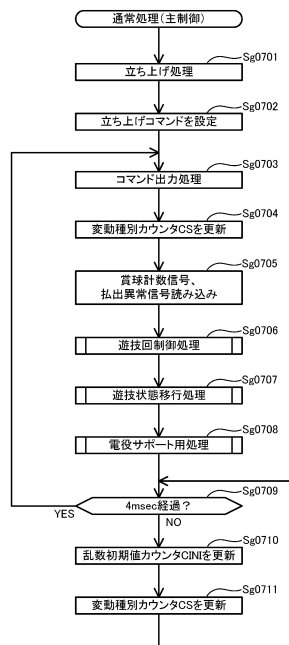 通常処理(主制御)
Sg0701
立ち上げ処理
Sg0702
立ち上げコマンドを設定
Sg0703
コマンド出力処理
Sg0704
変動種別カウンタCSを更新
Sg0705
賞球計数信号、
払出異常信号読み込み
Sg0706
遊技回制御処理
Sg0707
遊技状態移行処理
Sg0708
電役サポート用処理
Sg0709
4msec経過?
YES
NO
Sg0710
乱数初期値カウンタCINIを更新
Sg0711
変動種別カウンタCSを更新